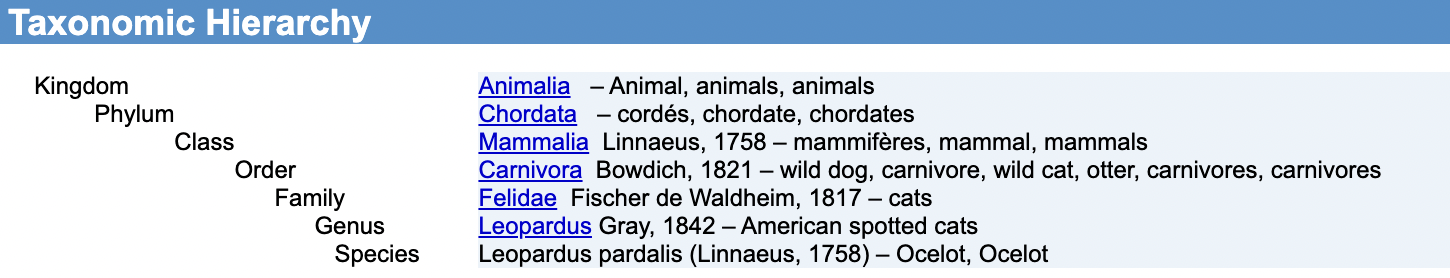 Taxonomic Hierarchy
Kingdom Animalia – Animal, animals, animals
Phylum Chordata – cordés, chordate, chordates
Class Mammalia Linnaeus, 1758 – mammifères, mammal, mammals
Order Carnivora Bowdich, 1821 – wild dog, carnivore, wild cat, otter, carnivores, carnivores
Family Felidae Fischer de Waldheim, 1817 – cats
Genus Leopardus Gray, 1842 – American spotted cats
Species Leopardus pardalis (Linnaeus, 1758) – Ocelot, Ocelot